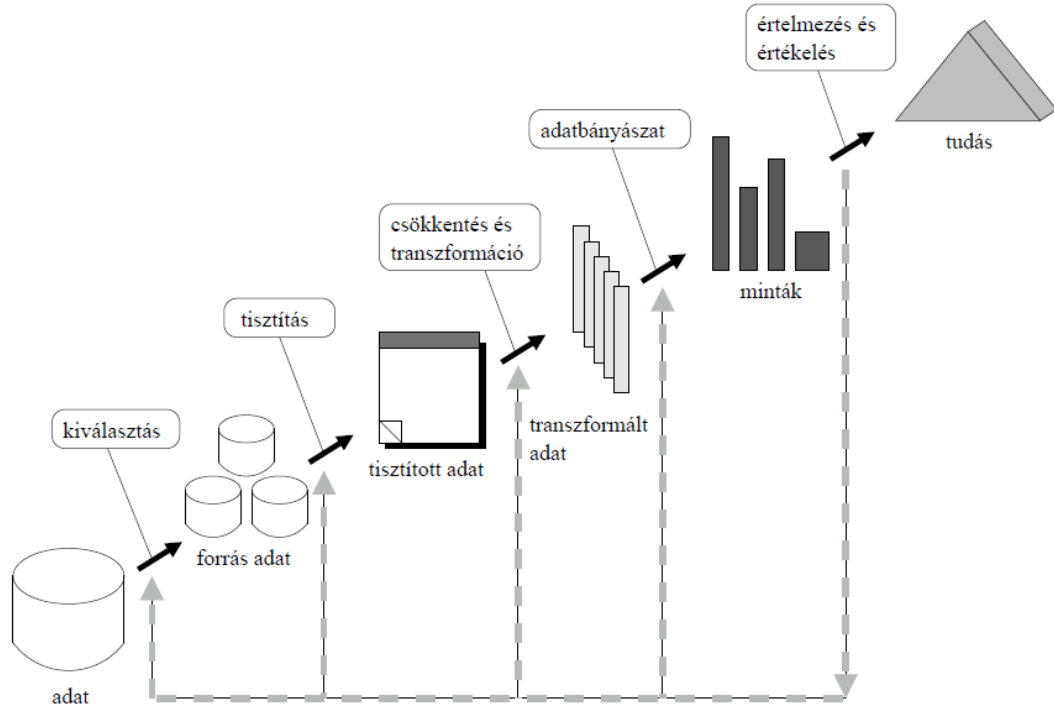 értelmezés és
értékelés
tudás
adatbányászat
minták
csökkentés és
transzformáció
transzformált
adat
tisztítás
tisztított adat
kiválasztás
forrás adat
adat